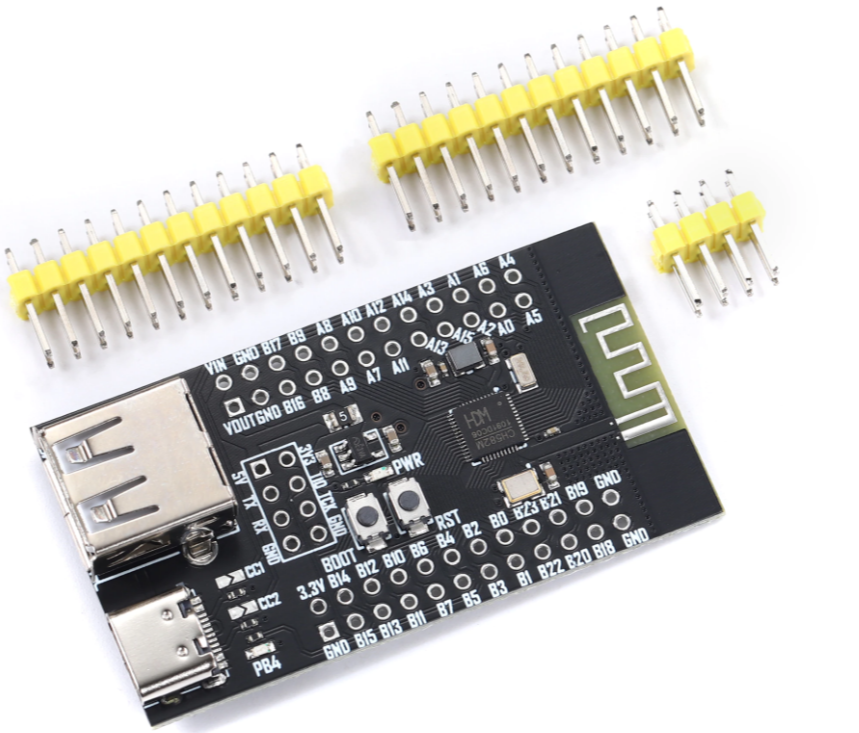 VIN GND B17 B9 A8 A10 A12 A14 A3 A1 A6 A4
VOUT GND B16 B8 A9 A7 A11 A13 A15 A2 A0 A5
5
CH582M
3V3 TIO TCK GND
5V TX RX GND
PWR
BOOT RST
CC1
CC2
PB4
3.3V B14 B12 B10 B6 B4 B2 B0 B23 B21 B19 GND
GND B15 B13 B11 B7 B5 B3 B1 B22 B20 B18 GND